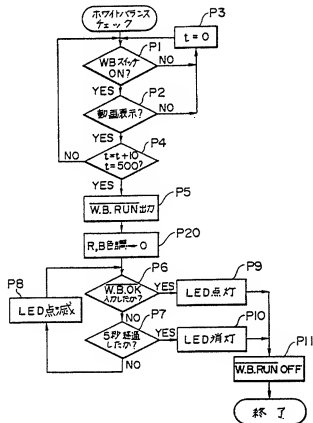 ホワイトバランス
チェック
P3
t=0
P1
WBスイッチ
ON?
NO
YES
P2
動画表示?
NO
YES
P4
t=t+10
t=500?
NO
YES
P5
W.B.RUN出力
P20
R,B色調→0
P6
W.B.OK
入力したか?
YES
P9
LED点灯
P8
LED点滅
NO
P7
5秒経過
したか?
YES
P10
LED消灯
NO
P11
W.B.RUN OFF
終了